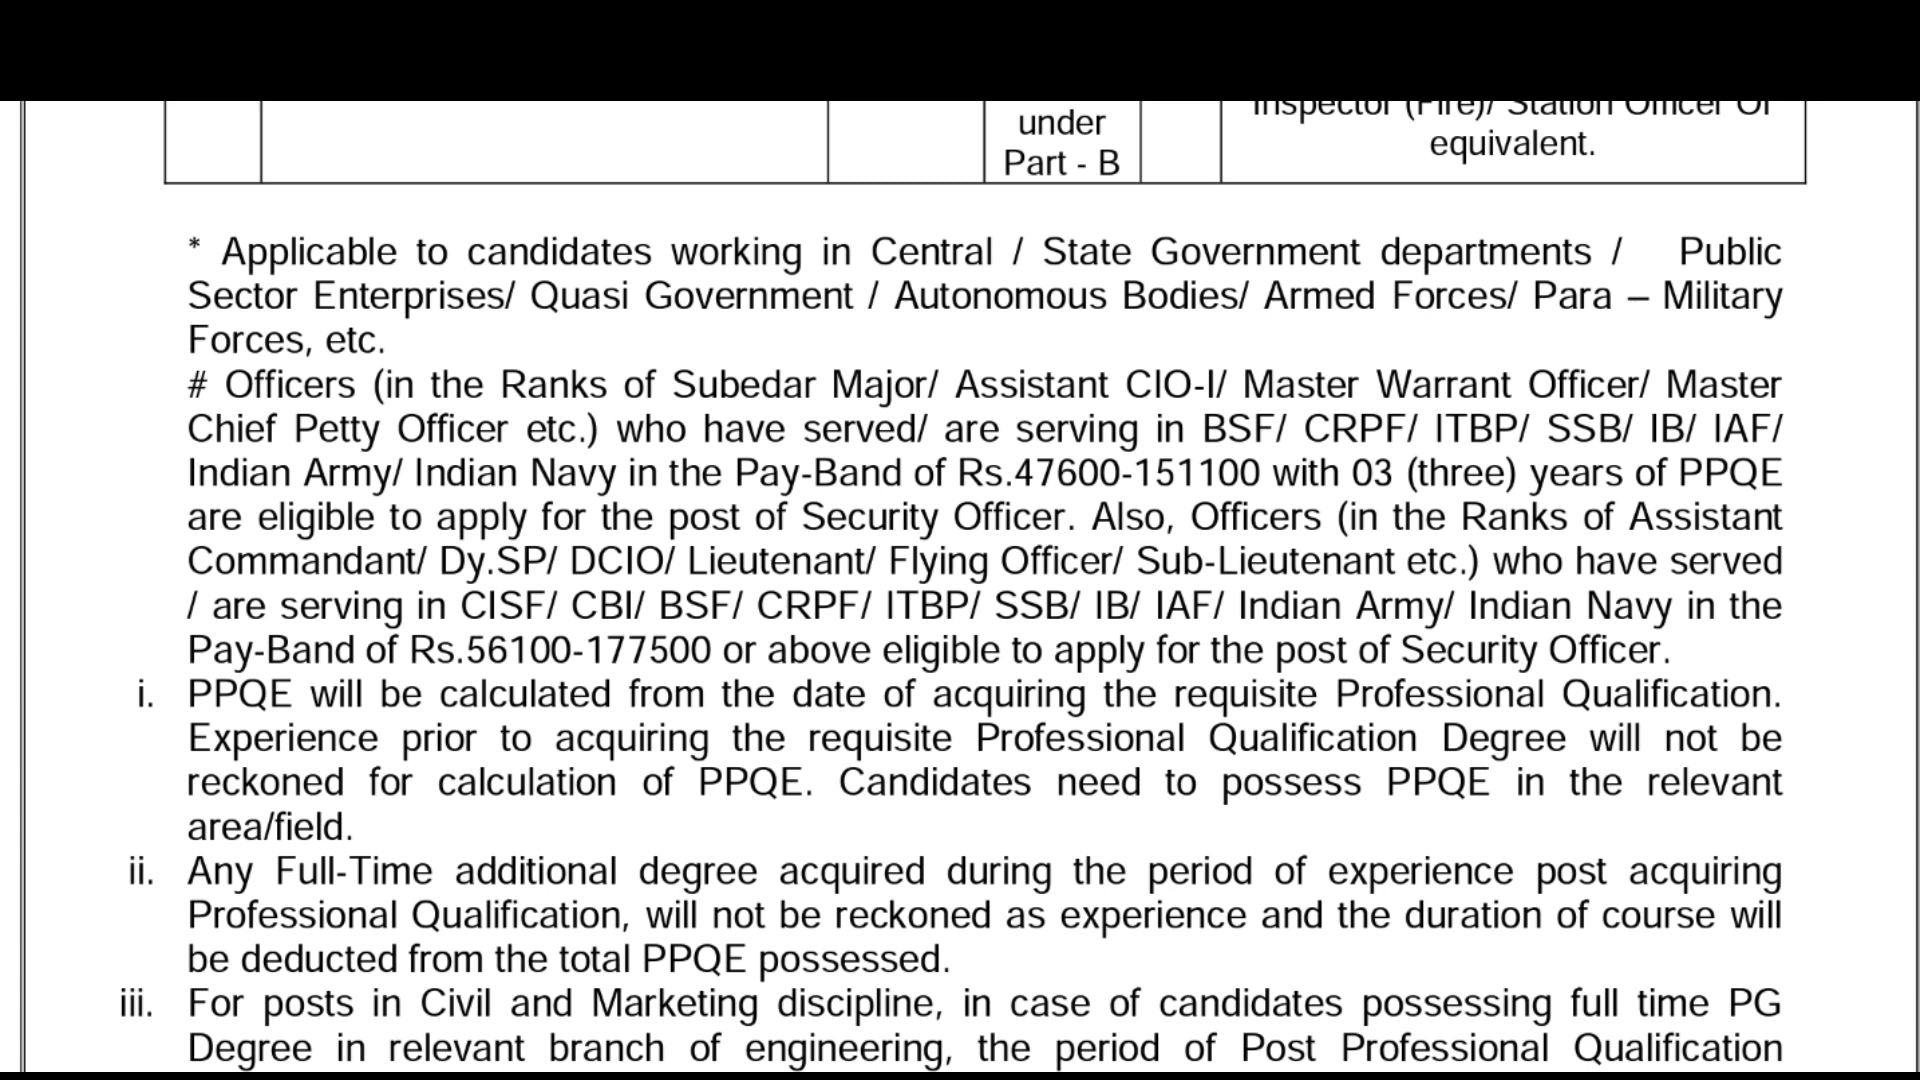 under
Part - B
Inspector (Fire)/ Station Officer Or
equivalent.
* Applicable to candidates working in Central / State Government departments / Public
Sector Enterprises/ Quasi Government / Autonomous Bodies/ Armed Forces/ Para – Military
Forces, etc.
# Officers (in the Ranks of Subedar Major/ Assistant CIO-I/ Master Warrant Officer/ Master
Chief Petty Officer etc.) who have served/ are serving in BSF/ CRPF/ ITBP/ SSB/ IB/ IAF/
Indian Army/ Indian Navy in the Pay-Band of Rs.47600-151100 with 03 (three) years of PPQE
are eligible to apply for the post of Security Officer. Also, Officers (in the Ranks of Assistant
Commandant/ Dy.SP/ DCIO/ Lieutenant/ Flying Officer/ Sub-Lieutenant etc.) who have served
/ are serving in CISF/ CBI/ BSF/ CRPF/ ITBP/ SSB/ IB/ IAF/ Indian Army/ Indian Navy in the
Pay-Band of Rs.56100-177500 or above eligible to apply for the post of Security Officer.
i. PPQE will be calculated from the date of acquiring the requisite Professional Qualification.
Experience prior to acquiring the requisite Professional Qualification Degree will not be
reckoned for calculation of PPQE. Candidates need to possess PPQE in the relevant
area/field.
ii. Any Full-Time additional degree acquired during the period of experience post acquiring
Professional Qualification, will not be reckoned as experience and the duration of course will
be deducted from the total PPQE possessed.
iii. For posts in Civil and Marketing discipline, in case of candidates possessing full time PG
Degree in relevant branch of engineering, the period of Post Professional Qualification